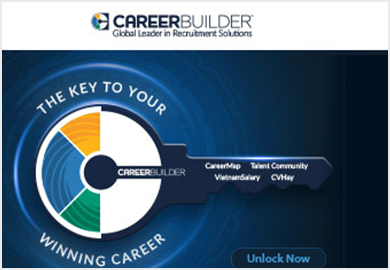 CAREERBUILDER
Global Leader in Recruitment Solutions
THE KEY TO YOUR
CAREERBUILDER
CareerMap Talent Community
VietnamSalary CVHay
WINNING CAREER
Unlock Now